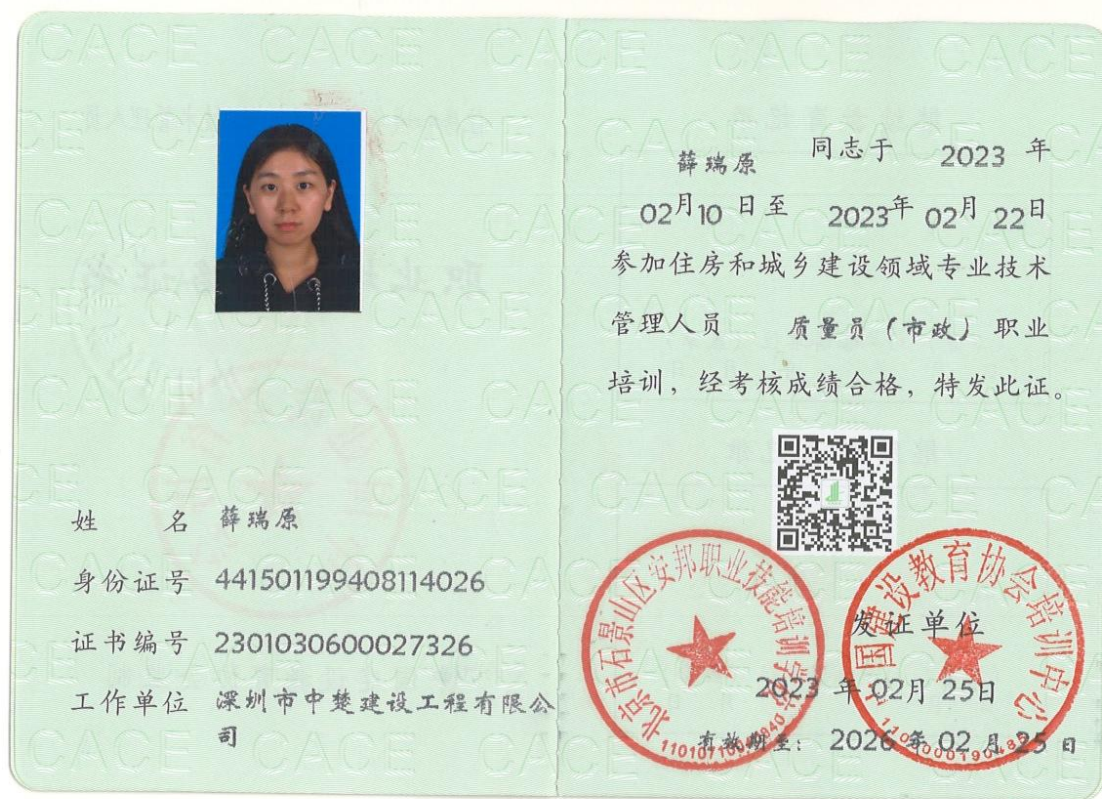 姓 名 薛瑞原
身份证号 441501199408114026
证书编号 2301030600027326
工作单位 深圳市中楚建设工程有限公
司
薛瑞原 同志于 2023 年
02月10 日至 2023年 02月 22日
参加住房和城乡建设领域专业技术
管理人员 质量员（市政）职业
培训，经考核成绩合格，特发此证。
北京市石景山区安邦职业技能培训学校
中国建设教育协会培训中心
发证单位
2023 年 02月 25日
有效期至： 2026 年 02 月 25 日
CACE